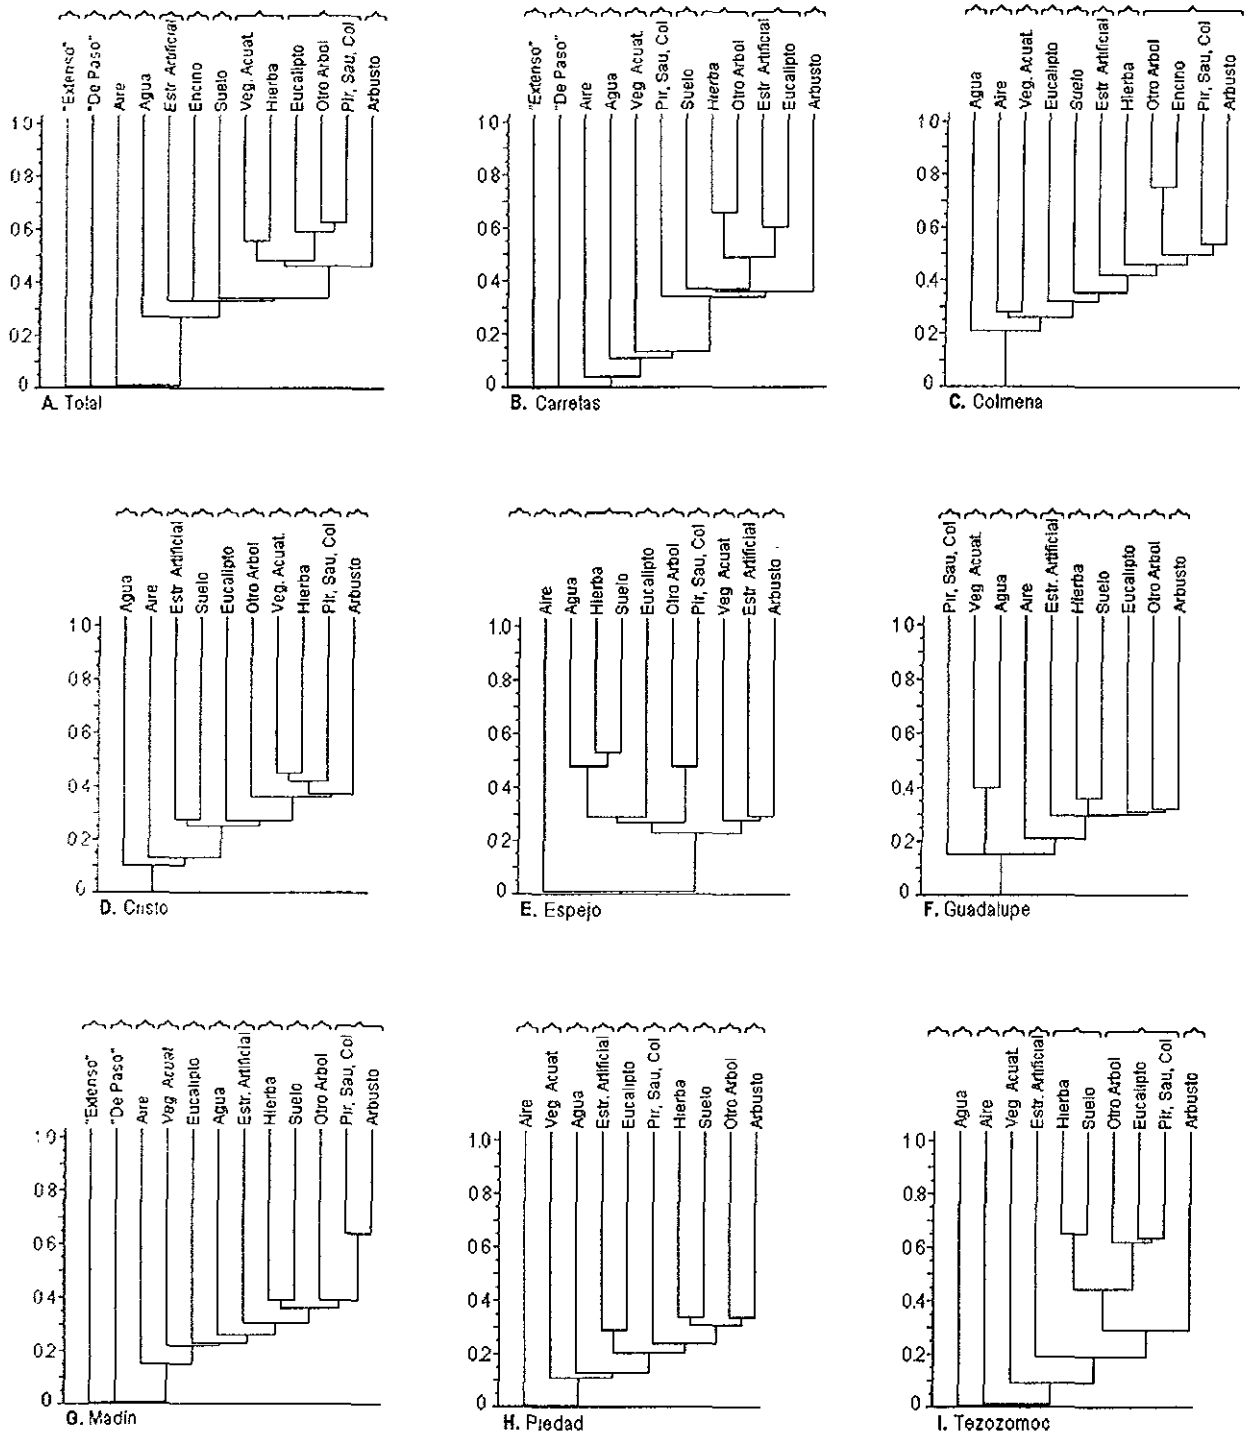 "Extenso"
"De Paso"
Aire
Agua
Estr. Artificial
Encino
Suelo
Veg. Acuat.
Hierba
Eucalipto
Otro Arbol
Pir, Sau, Col
Arbusto
1 0
0 8
0 6
0 4
0 2
0
A. Total
"Extenso"
"De Paso"
Aire
Agua
Veg Acuat.
Pir, Sau, Col
Suelo
Hierba
Otro Arbol
Estr Artificial
Eucalipto
Arbusto
1 0
0 8
0 6
0 4
0 2
0
B. Carretas
Agua
Aire
Veg. Acuat.
Eucalipto
Suelo
Estr Artificial
Hierba
Otro Arbol
Encino
Pir, Sau, Col
Arbusto
1 0
0 8
0 6
0 4
0 2
0
C. Colmena
Agua
Aire
Estr Artificial
Suelo
Eucalipto
Otro Arbol
Veg. Acuat.
Hierba
Pir, Sau, Col
Arbusto
1 0
0 8
0 6
0 4
0 2
0
D. Cristo
Aire
Agua
Hierba
Suelo
Eucalipto
Otro Arbol
Pir, Sau, Col
Veg Acuat
Estr Artificial
Arbusto
1.0
0.8
0.6
0.4
0.2
0
E. Espejo
Pir, Sau, Col
Veg Acuat.
Agua
Aire
Estr. Artificial
Hierba
Suelo
Eucalipto
Otro Arbol
Arbusto
1 0
0 8
0 6
0 4
0 2
0
F. Guadalupe
"Extenso"
"De Paso"
Aire
Veg Acuat
Eucalipto
Agua
Estr. Artificial
Hierba
Suelo
Otro Arbol
Pir, Sau, Col
Arbusto
1 0
0 8
0 6
0 4
0 2
0
G. Madín
Aire
Veg Acuat
Agua
Estr Artificial
Eucalipto
Pir, Sau, Col
Hierba
Suelo
Otro Arbol
Arbusto
1.0
0.8
0.6
0.4
0.2
0
H. Piedad
Agua
Aire
Veg Acuat.
Estr Artificial
Hierba
Suelo
Otro Arbol
Eucalipto
Pir, Sau, Col
Arbusto
1.0
0.8
0.6
0.4
0.2
0
I. Tezozomoc